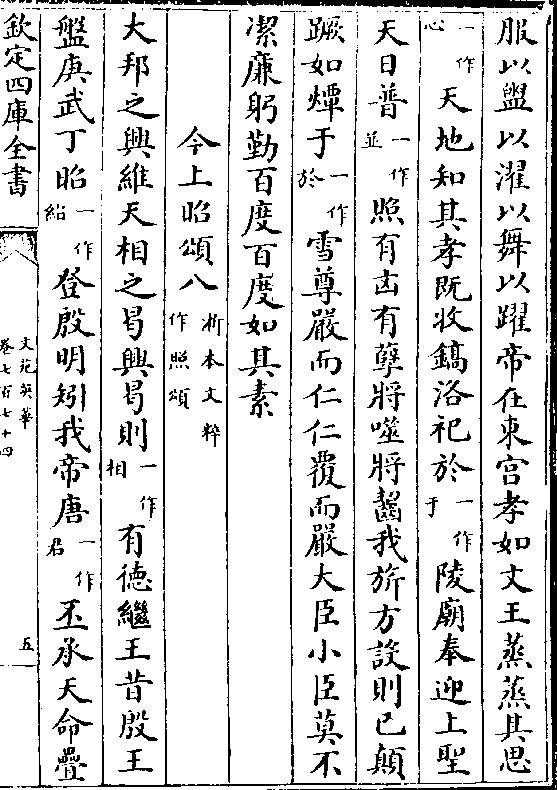 服以盥以濯以舞以躍帝在東宮孝如文王蒸蒸其思
一作心天地知其孝既收鎬洛祀於一作于陵廟奉迎上聖
天日普一作並照有凶有孽將噬將齧我旂方設則已顛
蹶如燂于一作於雪尊嚴而仁仁覆而嚴大臣小臣莫不
潔廉躬勤百度百度如其素
今上昭頌八浙本文粹作照頌
大邦之興維天相之曷興曷則一作相有德繼王昔殷王
盤庚武丁昭一作紹登殷明矧我帝唐一作君丕承天命疊
欽定四庫全書
文苑英華
卷七百七十四
五